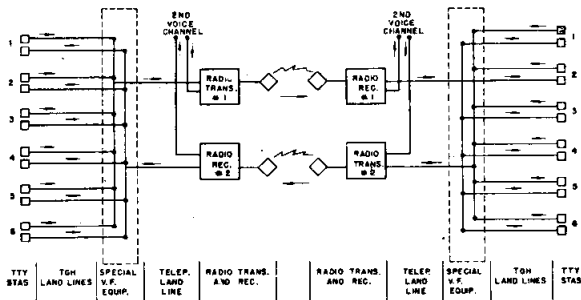 2ND
VOICE
CHANNEL
2ND
VOICE
CHANNEL
1
2
3
4
5
6
RADIO
TRANS.
#1
RADIO
REC.
#1
RADIO
REC.
#2
RADIO
TRANS.
#2
1
2
3
4
5
6
TTY
STAS
TGH
LAND LINES
SPECIAL
V.F.
EQUIP.
TELEP.
LAND
LINE
RADIO TRANS.
AND REC.
RADIO TRANS.
AND REC.
TELEP.
LAND
LINE
SPECIAL
V.F.
EQUIP.
TGH
LAND LINES
TTY
STAS